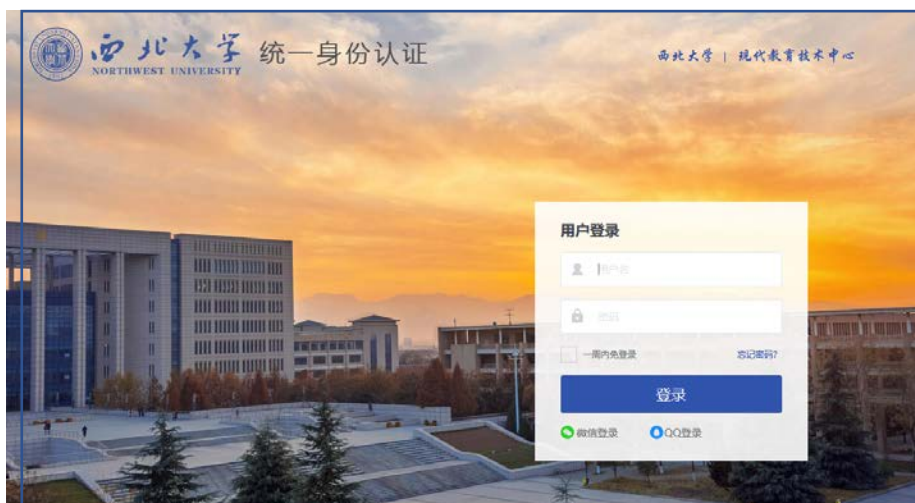 西北大学 统一身份认证
NORTHWEST UNIVERSITY
西北大学 | 现代教育技术中心
用户登录
用户名
密码
一周内免登录 忘记密码?
登录
微信登录 QQ登录